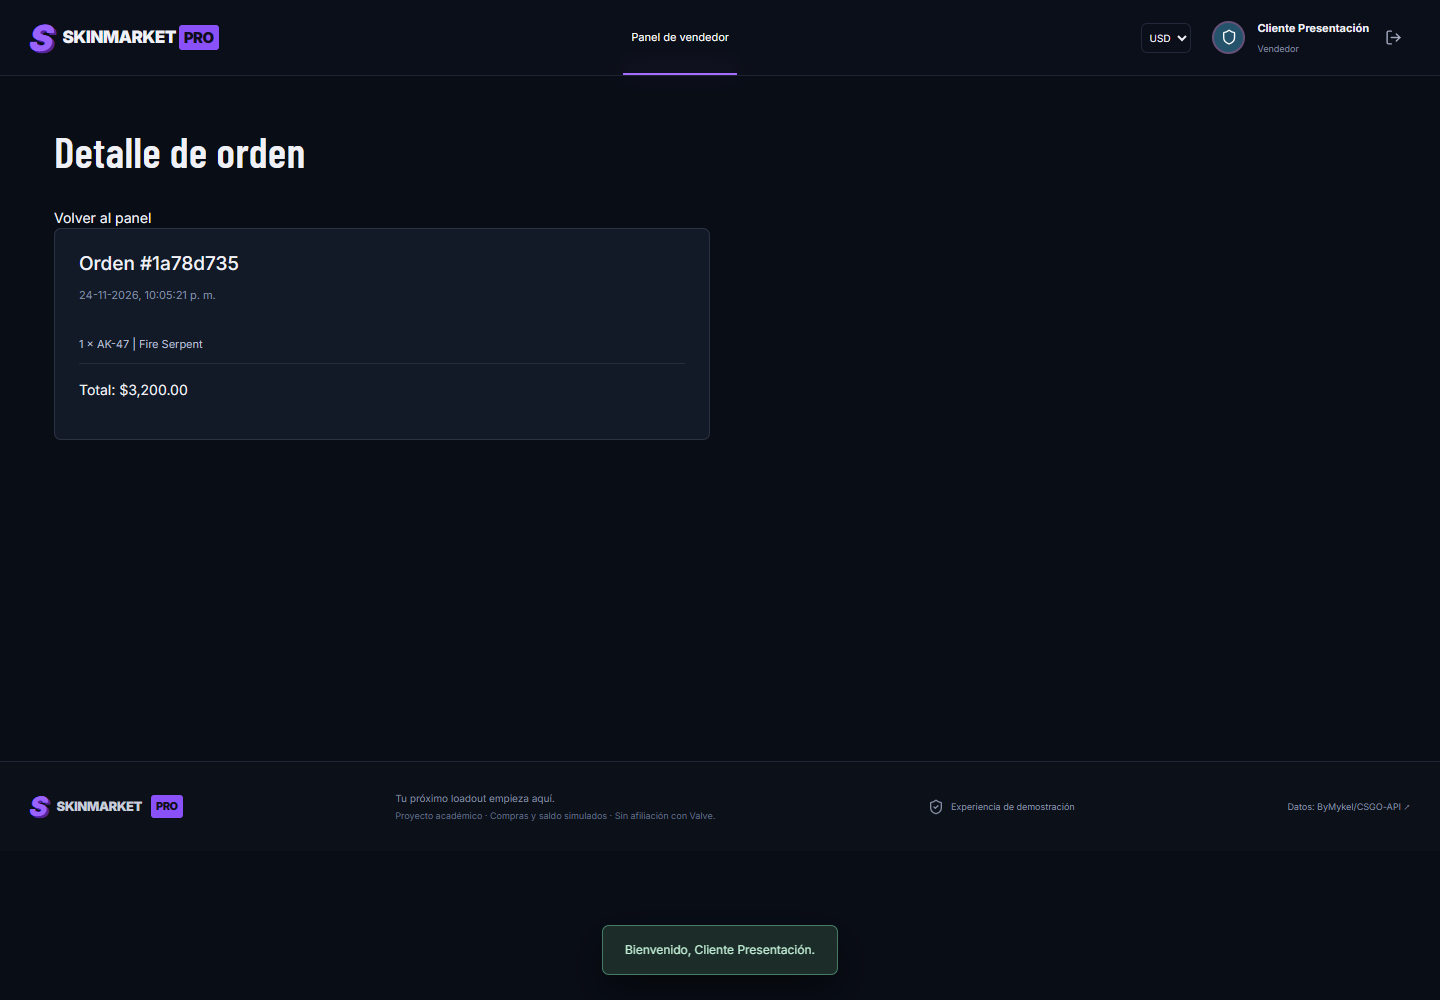 SKINMARKET PRO
Panel de vendedor
USD
Cliente Presentación
Vendedor
Detalle de orden
Volver al panel
Orden #1a78d735
24-11-2026, 10:05:21 p. m.
1 × AK-47 | Fire Serpent
Total: $3,200.00
SKINMARKET PRO
Tu próximo loadout empieza aquí.
Proyecto académico · Compras y saldo simulados · Sin afiliación con Valve.
Experiencia de demostración
Datos: ByMykel/CSGO-API ↗
Bienvenido, Cliente Presentación.